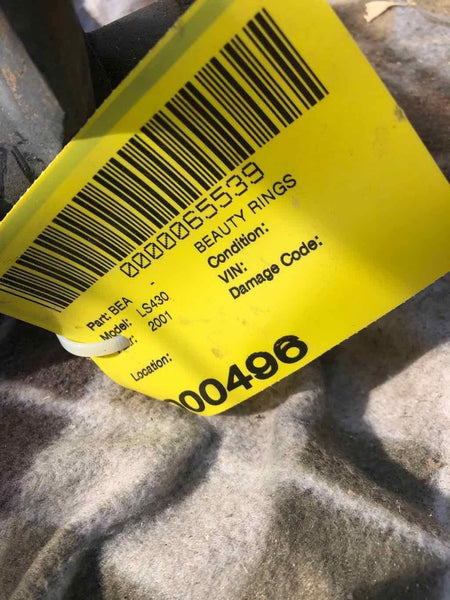 0000065539
Part: BEA - BEAUTY RINGS
Model: LS430 Condition:
r: 2001 VIN:
Damage Code:
Location:
00496